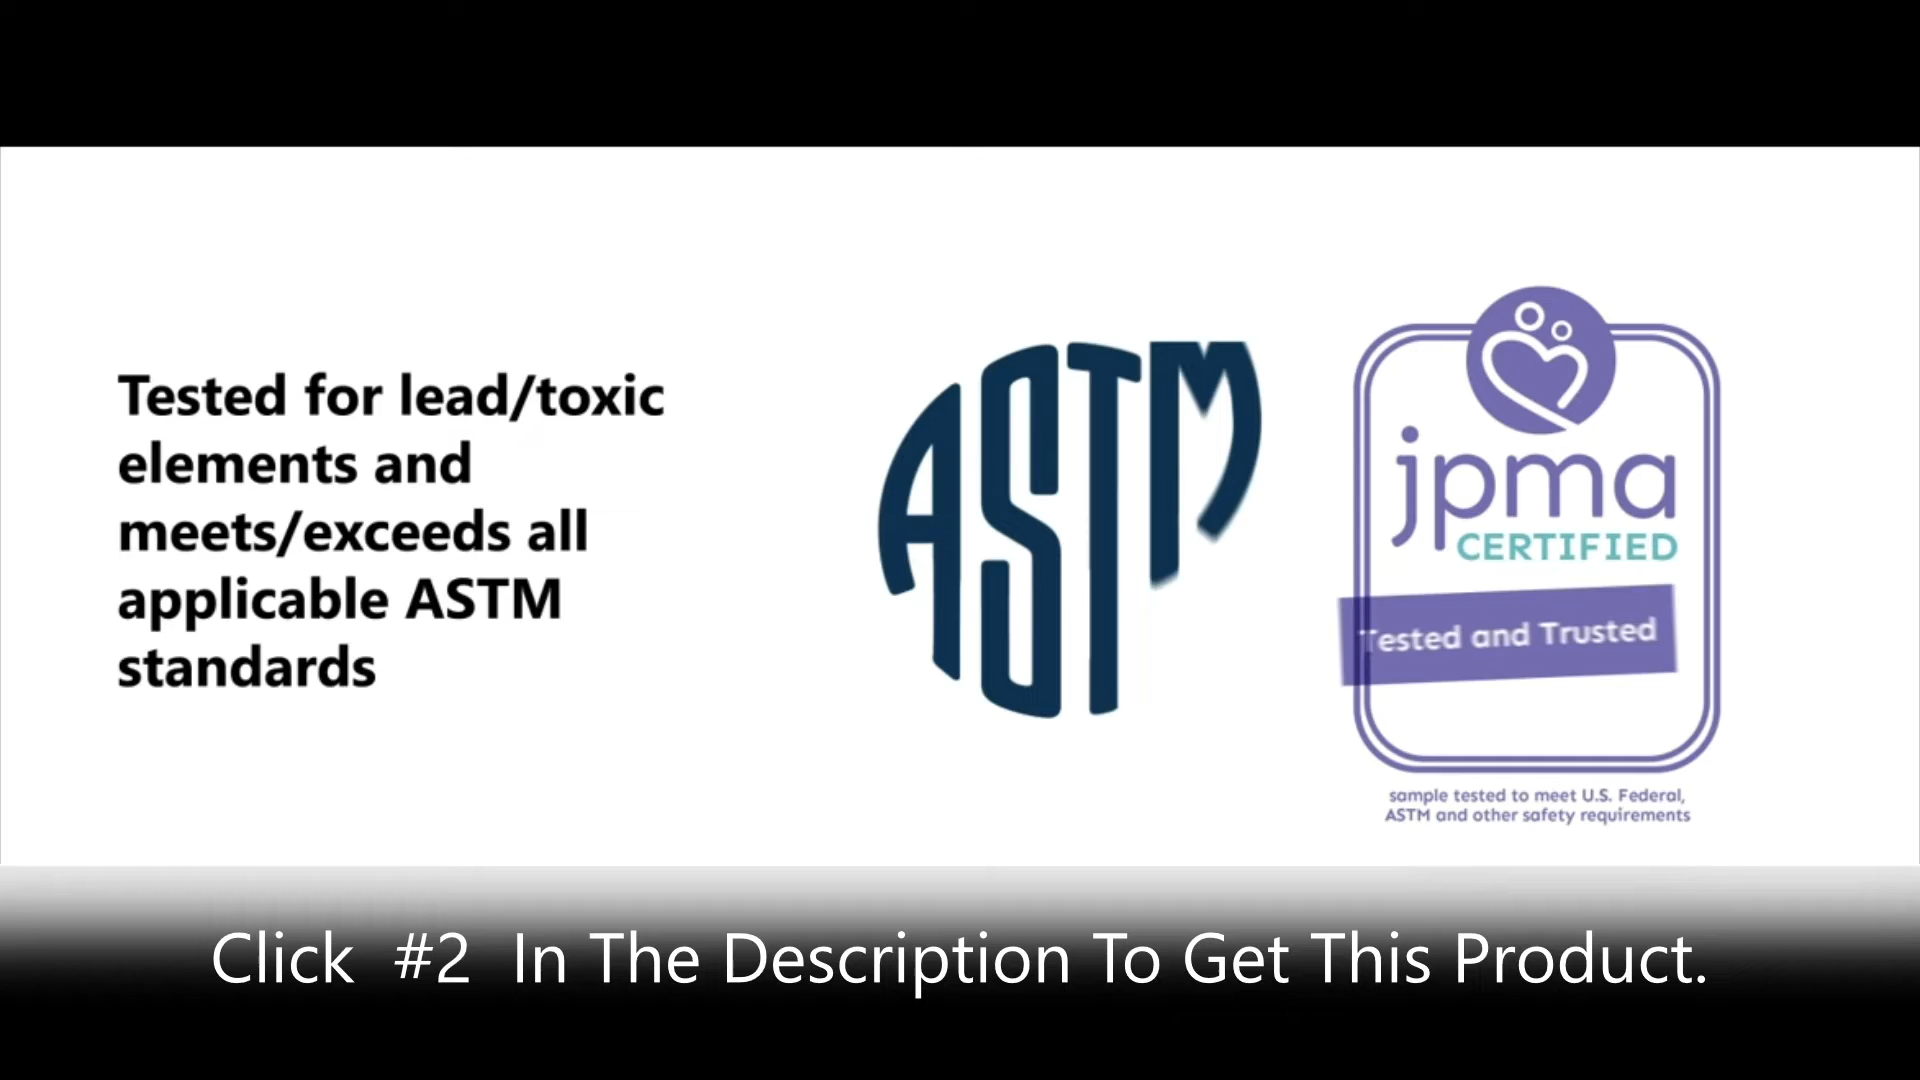 Tested for lead/toxic
elements and
meets/exceeds all
applicable ASTM
standards
ASTM
jpma
CERTIFIED
Tested and Trusted
sample tested to meet U.S. Federal,
ASTM and other safety requirements
Click #2 In The Description To Get This Product.